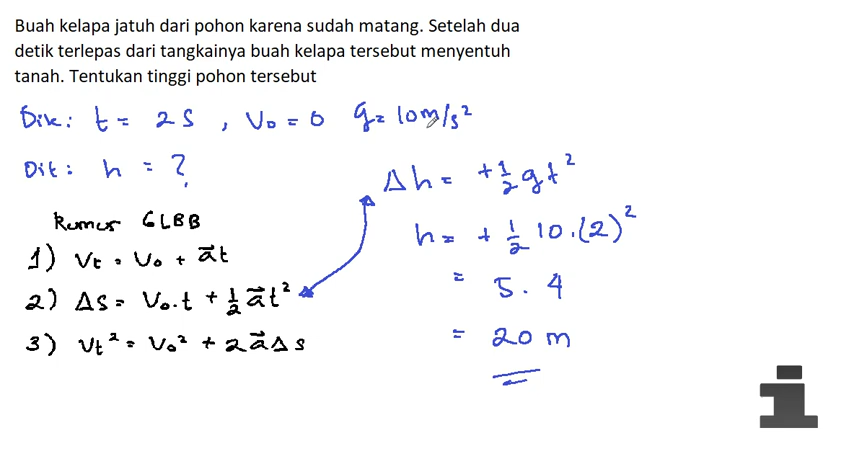 Buah kelapa jatuh dari pohon karena sudah matang. Setelah dua
detik terlepas dari tangkainya buah kelapa tersebut menyentuh
tanah. Tentukan tinggi pohon tersebut
Dik: t = 2 S , V₀ = 0 g = 10 m/s²
Dit: h = ?
Rumus GLBB
1) Vt = V₀ + a⃗t
2) Δs = V₀.t + ½ a⃗t²
3) Vt² = V₀² + 2a⃗Δs
Δh = + ½ gt²
h = + ½ 10.(2)²
= 5 . 4
= 20 m
i